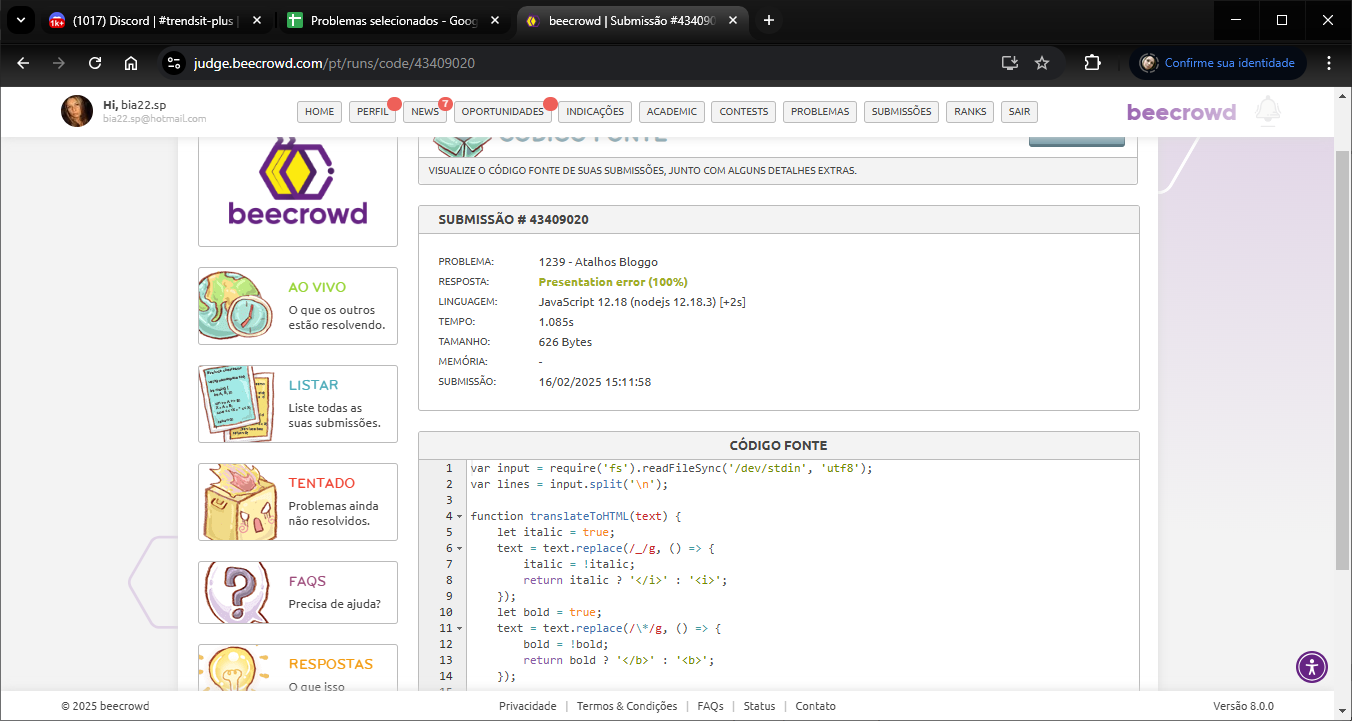 (1017) Discord | #trendsit-plus |
Problemas selecionados - Goog
beecrowd | Submissão #434090
judge.beecrowd.com/pt/runs/code/43409020
Confirme sua identidade
Hi, bia22.sp
bia22.sp@hotmail.com
HOME
PERFIL
NEWS
7
OPORTUNIDADES
INDICAÇÕES
ACADEMIC
CONTESTS
PROBLEMAS
SUBMISSÕES
RANKS
SAIR
beecrowd
CÓDIGO FONTE
VISUALIZE O CÓDIGO FONTE DE SUAS SUBMISSÕES, JUNTO COM ALGUNS DETALHES EXTRAS.
beecrowd
AO VIVO
O que os outros
estão resolvendo.
LISTAR
Liste todas as
suas submissões.
TENTADO
Problemas ainda
não resolvidos.
FAQS
Precisa de ajuda?
RESPOSTAS
O que isso
SUBMISSÃO # 43409020
PROBLEMA: 1239 - Atalhos Bloggo
RESPOSTA: Presentation error (100%)
LINGUAGEM: JavaScript 12.18 (nodejs 12.18.3) [+2s]
TEMPO: 1.085s
TAMANHO: 626 Bytes
MEMÓRIA: -
SUBMISSÃO: 16/02/2025 15:11:58
CÓDIGO FONTE
1 var input = require('fs').readFileSync('/dev/stdin', 'utf8');
2 var lines = input.split('\n');
3
4 function translateToHTML(text) {
5 let italic = true;
6 text = text.replace(/_/g, () => {
7 italic = !italic;
8 return italic ? '</i>' : '<i>';
9 });
10 let bold = true;
11 text = text.replace(/\*/g, () => {
12 bold = !bold;
13 return bold ? '</b>' : '<b>';
14 });
© 2025 beecrowd
Privacidade | Termos & Condições | FAQs | Status | Contato
Versão 8.0.0